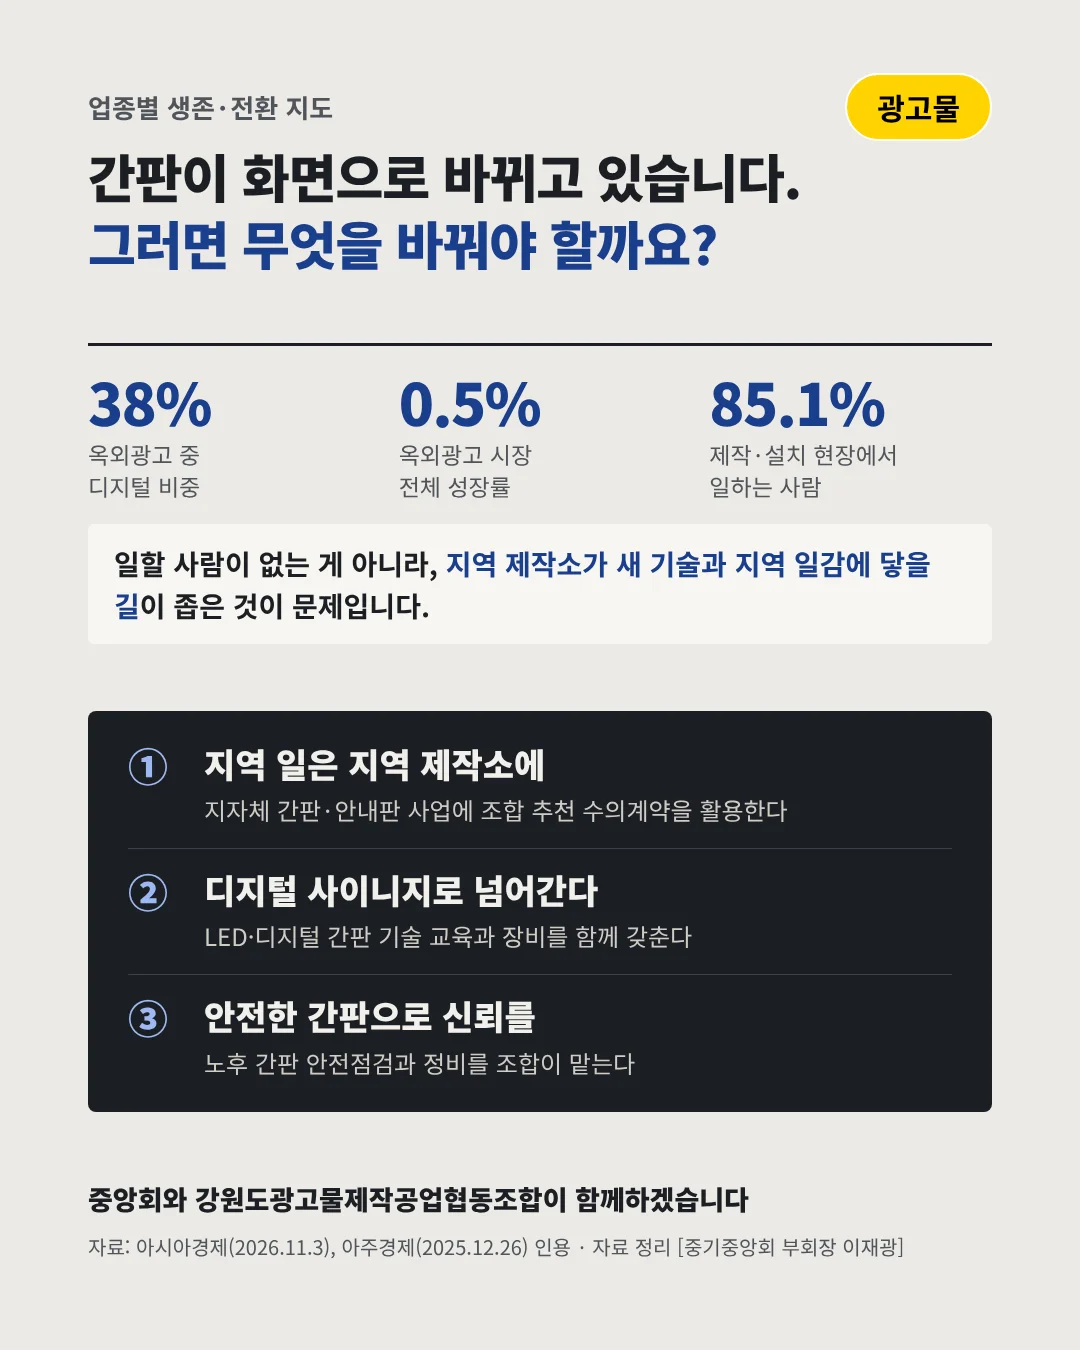 업종별 생존·전환 지도
광고물
간판이 화면으로 바뀌고 있습니다.
그러면 무엇을 바꿔야 할까요?
38%
옥외광고 중
디지털 비중
0.5%
옥외광고 시장
전체 성장률
85.1%
제작·설치 현장에서
일하는 사람
일할 사람이 없는 게 아니라, 지역 제작소가 새 기술과 지역 일감에 닿을
길이 좁은 것이 문제입니다.
① 지역 일은 지역 제작소에
지자체 간판·안내판 사업에 조합 추천 수의계약을 활용한다
② 디지털 사이니지로 넘어간다
LED·디지털 간판 기술 교육과 장비를 함께 갖춘다
③ 안전한 간판으로 신뢰를
노후 간판 안전점검과 정비를 조합이 맡는다
중앙회와 강원도광고물제작공업협동조합이 함께하겠습니다
자료: 아시아경제(2026.11.3), 아주경제(2025.12.26) 인용 · 자료 정리 [중기중앙회 부회장 이재광]